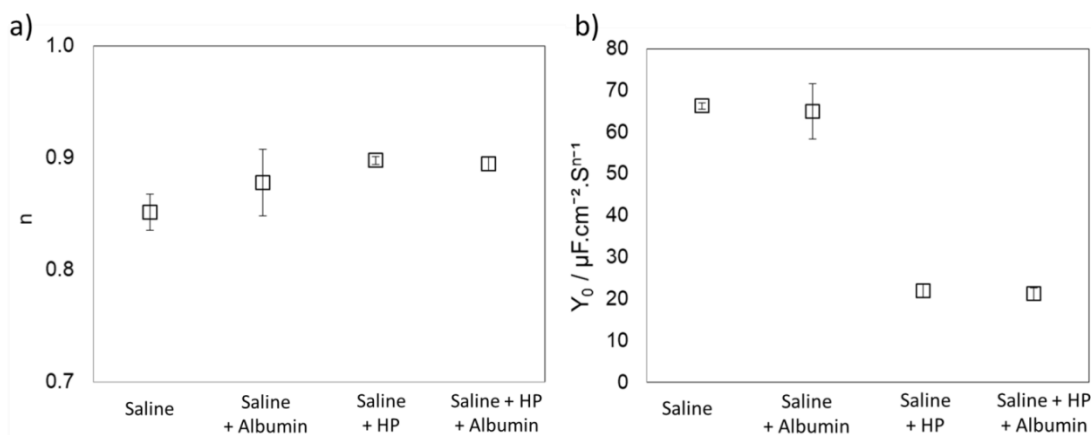 a)
1.0
0.9
0.8
0.7
n
Saline
Saline
+ Albumin
Saline
+ HP
Saline + HP
+ Albumin
b)
80
70
60
50
40
30
20
10
0
Y₀ / µF.cm⁻².Sⁿ⁻¹
Saline
Saline
+ Albumin
Saline
+ HP
Saline + HP
+ Albumin